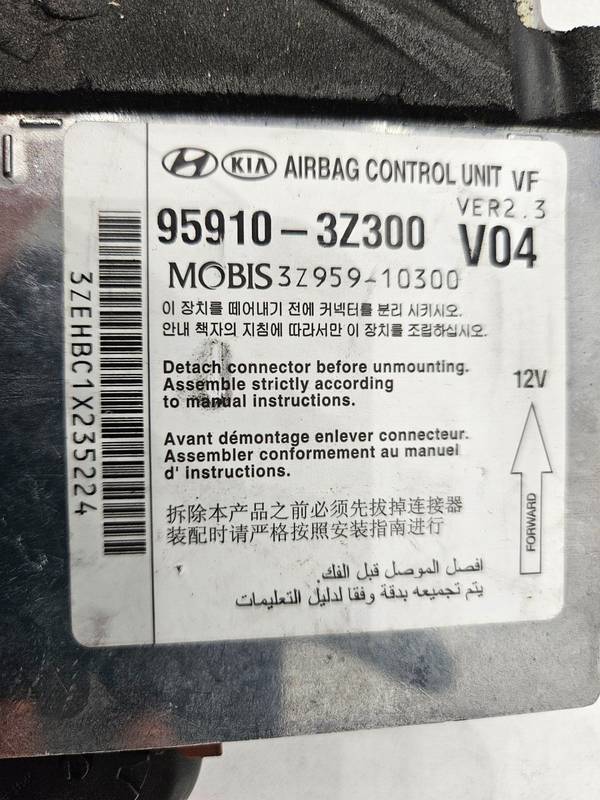 KIA AIRBAG CONTROL UNIT VF
VER2.3
95910-3Z300 V04
MOBIS 3Z959-10300
이 장치를 떼어내기 전에 커넥터를 분리 시키시오.
안내 책자의 지침에 따라서만 이 장치를 조립하십시오.
Detach connector before unmounting.
Assemble strictly according
to manual instructions.
12V
Avant démontage enlever connecteur.
Assembler conformement au manuel
d' instructions.
FORWARD
拆除本产品之前必须先拔掉连接器
装配时请严格按照安装指南进行
افصل الموصل قبل الفك.
يتم تجميعه بدقة وفقا لدليل التعليمات
3ZEHBC1X235224